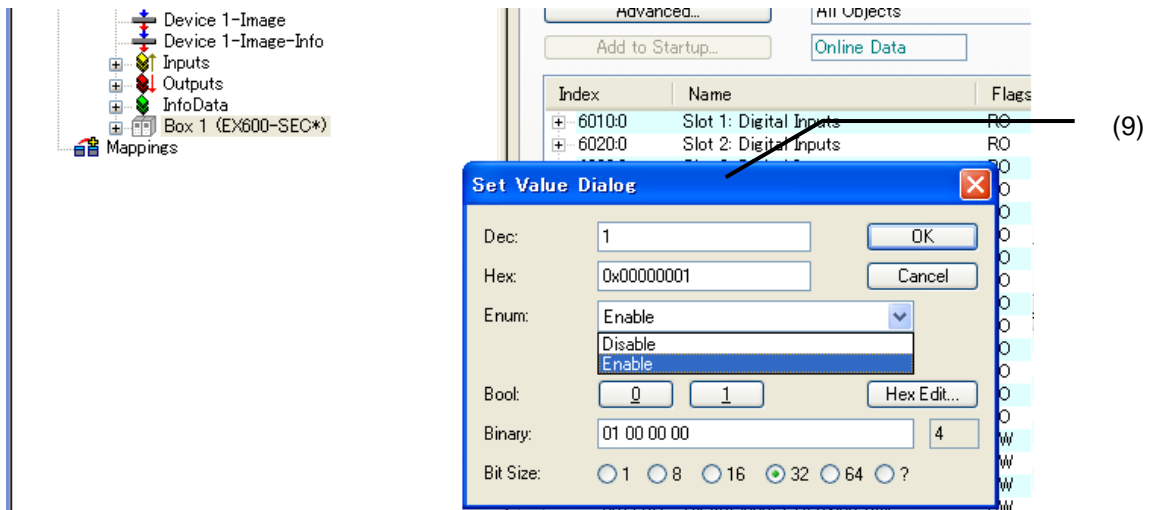 Device 1-Image
Device 1-Image-Info
Inputs
Outputs
InfoData
Box 1 (EX600-SEC*)
Mappings
Advanced... All Objects
Add to Startup... Online Data
Index Name Flags
6010:0 Slot 1: Digital Inputs RO
6020:0 Slot 2: Digital Inputs RO
(9)
Set Value Dialog
Dec: 1 OK
Hex: 0x00000001 Cancel
Enum: Enable
Disable
Enable
Bool: 0 1 Hex Edit...
Binary: 01 00 00 00 4
Bit Size: 1 8 16 32 64 ?